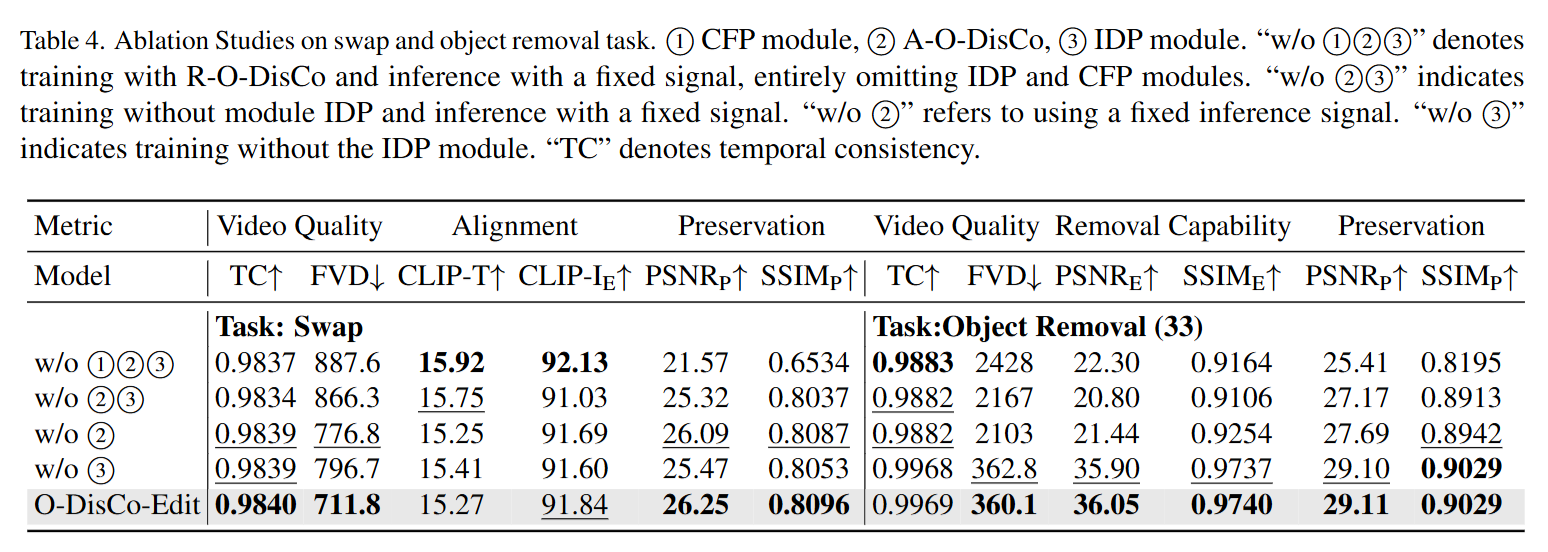 Table 4. Ablation Studies on swap and object removal task. ① CFP module, ② A-O-DisCo, ③ IDP module. “w/o ①②③” denotes
training with R-O-DisCo and inference with a fixed signal, entirely omitting IDP and CFP modules. “w/o ②③” indicates
training without module IDP and inference with a fixed signal. “w/o ②” refers to using a fixed inference signal. “w/o ③”
indicates training without the IDP module. “TC” denotes temporal consistency.
Metric Video Quality Alignment Preservation Video Quality Removal Capability Preservation
Model TC↑ FVD↓ CLIP-T↑ CLIP-I_E↑ PSNR_P↑ SSIM_P↑ TC↑ FVD↓ PSNR_E↑ SSIM_E↑ PSNR_P↑ SSIM_P↑
Task: Swap Task:Object Removal (33)
w/o ①②③ 0.9837 887.6 15.92 92.13 21.57 0.6534 0.9883 2428 22.30 0.9164 25.41 0.8195
w/o ②③ 0.9834 866.3 15.75 91.03 25.32 0.8037 0.9882 2167 20.80 0.9106 27.17 0.8913
w/o ② 0.9839 776.8 15.25 91.69 26.09 0.8087 0.9882 2103 21.44 0.9254 27.69 0.8942
w/o ③ 0.9839 796.7 15.41 91.60 25.47 0.8053 0.9968 362.8 35.90 0.9737 29.10 0.9029
O-DisCo-Edit 0.9840 711.8 15.27 91.84 26.25 0.8096 0.9969 360.1 36.05 0.9740 29.11 0.9029